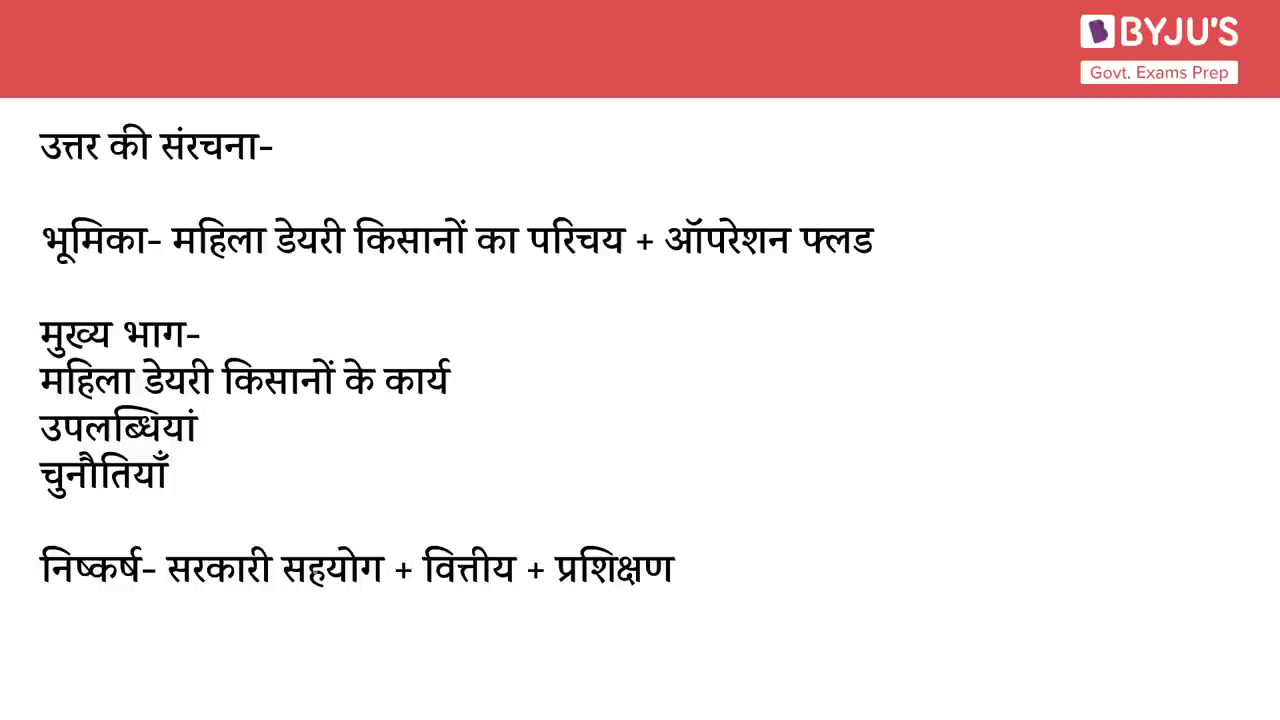 BYJU'S
Govt. Exams Prep
उत्तर की संरचना-
भूमिका- महिला डेयरी किसानों का परिचय + ऑपरेशन फ्लड
मुख्य भाग-
महिला डेयरी किसानों के कार्य
उपलब्धियां
चुनौतियाँ
निष्कर्ष- सरकारी सहयोग + वित्तीय + प्रशिक्षण